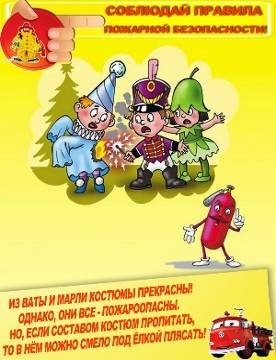 СОБЛЮДАЙ ПРАВИЛА
ПОЖАРНОЙ БЕЗОПАСНОСТИ!
ИЗ ВАТЫ И МАРЛИ КОСТЮМЫ ПРЕКРАСНЫ!
ОДНАКО, ОНИ ВСЕ - ПОЖАРООПАСНЫ.
НО, ЕСЛИ СОСТАВОМ КОСТЮМ ПРОПИТАТЬ,
ТО В НЁМ МОЖНО СМЕЛО ПОД ЁЛКОЙ ПЛЯСАТЬ!